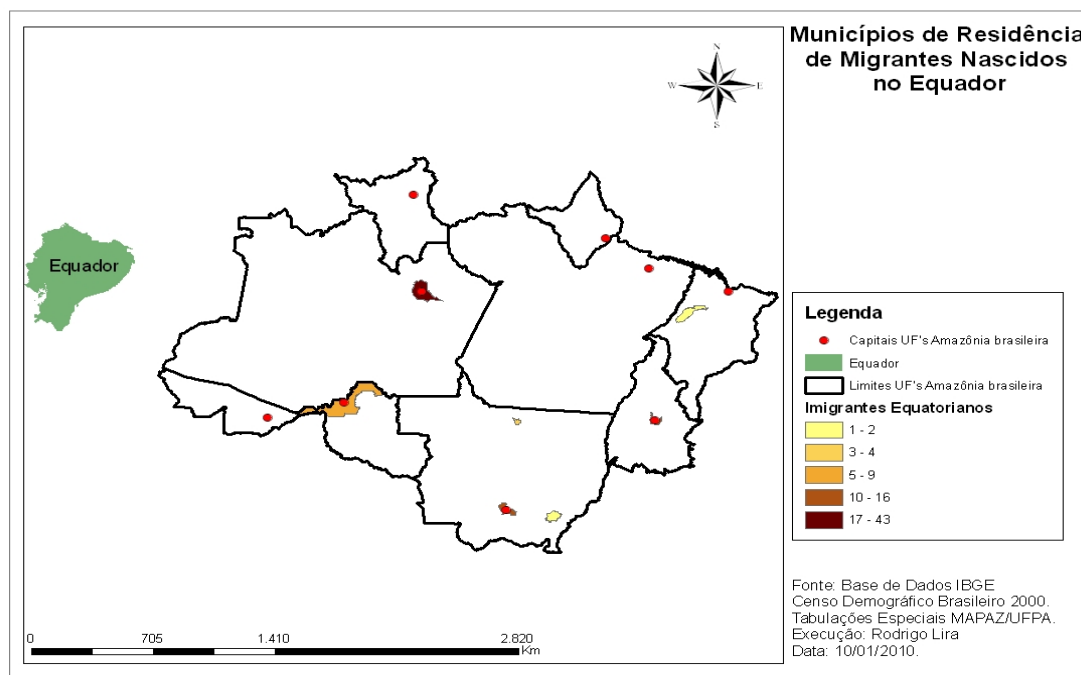 Municípios de Residência
de Migrantes Nascidos
no Equador
N
W
E
S
Equador
Legenda
Capitais UF's Amazônia brasileira
Equador
Limites UF's Amazônia brasileira
Imigrantes Equatorianos
1 - 2
3 - 4
5 - 9
10 - 16
17 - 43
Fonte: Base de Dados IBGE
Censo Demográfico Brasileiro 2000.
Tabulações Especiais MAPAZ/UFPA.
Execução: Rodrigo Lira
Data: 10/01/2010.
0 705 1.410 2.820
Km